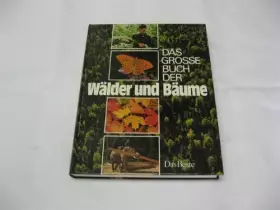 DAS
GROSSE
BUCH
DER
Wälder und Bäume
Das Beste